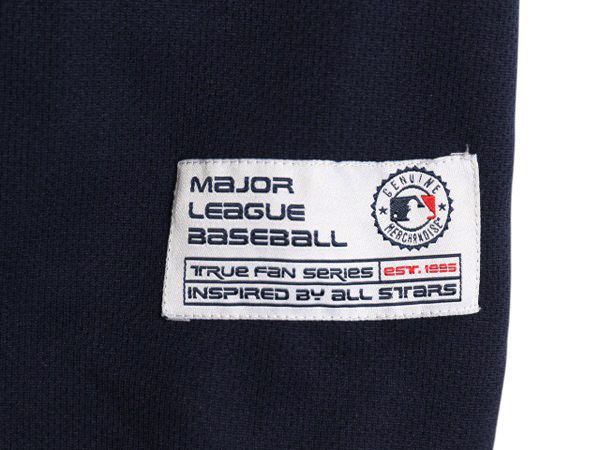 MAJOR
LEAGUE
BASEBALL
GENUINE
MERCHANDISE
TRUE FAN SERIES
EST. 1995
INSPIRED BY ALL STARS